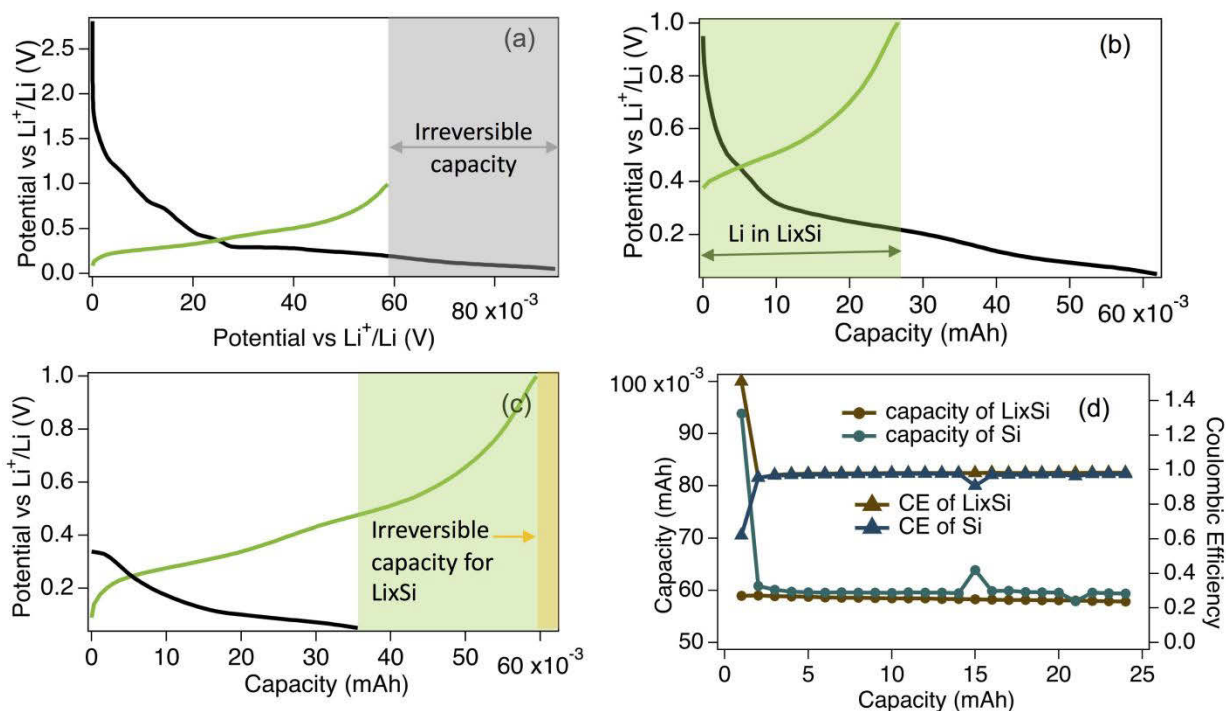 (a)
Potential vs Li⁺/Li (V)
2.5
2.0
1.5
1.0
0.5
0.0
Irreversible
capacity
0
20
40
60
80 x10⁻³
Potential vs Li⁺/Li (V)
(b)
Potential vs Li⁺/Li (V)
1.0
0.8
0.6
0.4
0.2
Li in LixSi
0
10
20
30
40
50
60 x10⁻³
Capacity (mAh)
(c)
Potential vs Li⁺/Li (V)
1.0
0.8
0.6
0.4
0.2
Irreversible
capacity for
LixSi
0
10
20
30
40
50
60 x10⁻³
Capacity (mAh)
(d)
Capacity (mAh)
100 x10⁻³
90
80
70
60
50
capacity of LixSi
capacity of Si
CE of LixSi
CE of Si
1.4
1.2
1.0
0.8
0.6
0.4
0.2
0.0
Coulombic Efficiency
0
5
10
15
20
25
Capacity (mAh)